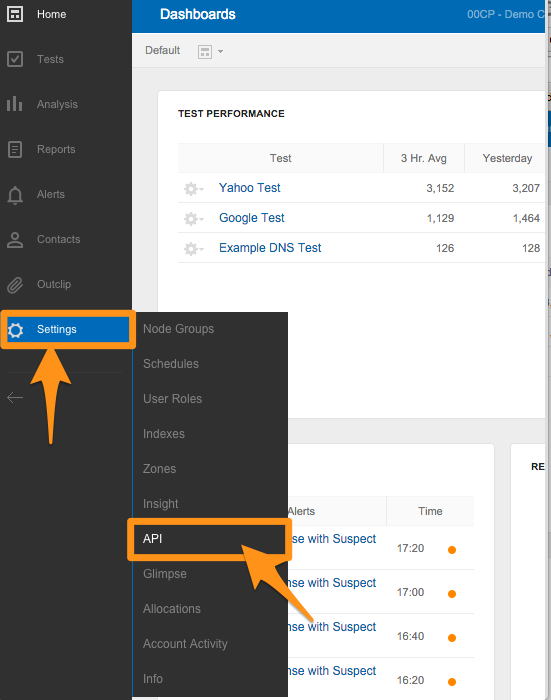 Home
Tests
Analysis
Reports
Alerts
Contacts
Outclip
Settings
Node Groups
Schedules
User Roles
Indexes
Zones
Insight
API
Glimpse
Allocations
Account Activity
Info
Dashboards
00CP - Demo C
Default
TEST PERFORMANCE
Test 3 Hr. Avg Yesterday
Yahoo Test 3,152 3,207
Google Test 1,129 1,464
Example DNS Test 126 128
Alerts Time
nse with Suspect 17:20
nse with Suspect 17:00
nse with Suspect 16:40
nse with Suspect 16:20
RE